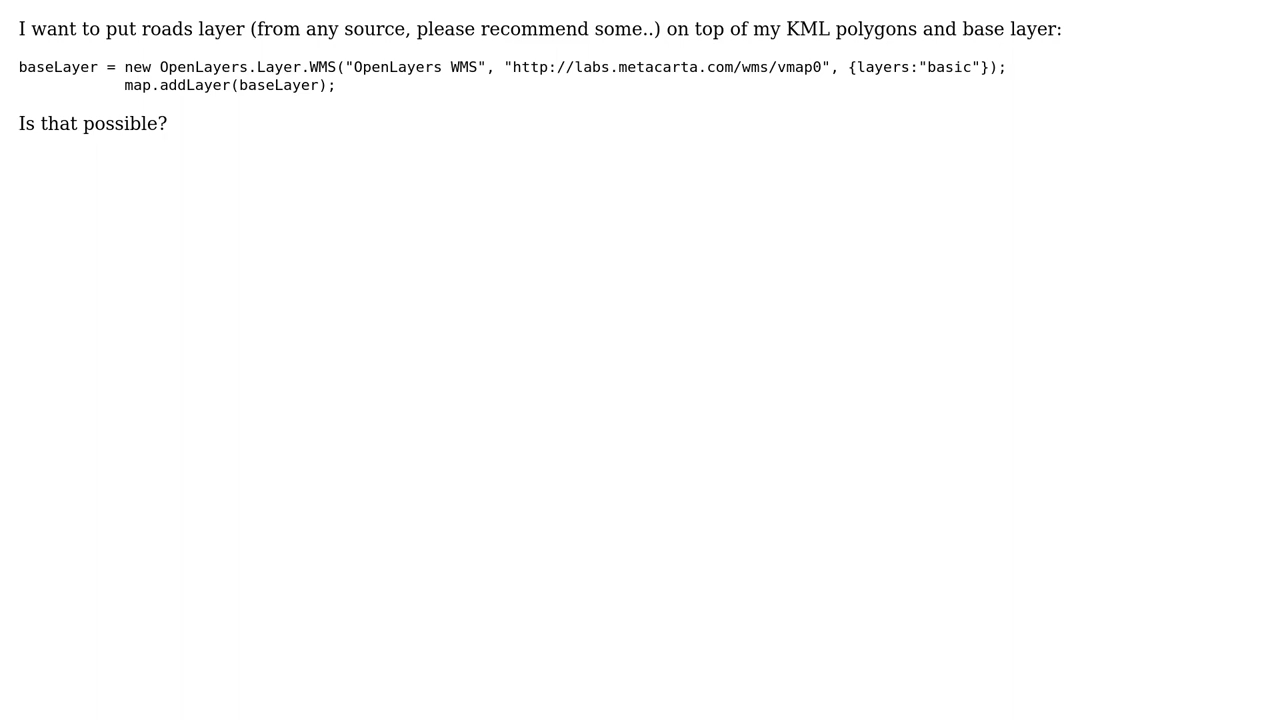 I want to put roads layer (from any source, please recommend some..) on top of my KML polygons and base layer:
baseLayer = new OpenLayers.Layer.WMS("OpenLayers WMS", "http://labs.metacarta.com/wms/vmap0", {layers:"basic"});
            map.addLayer(baseLayer);
Is that possible?